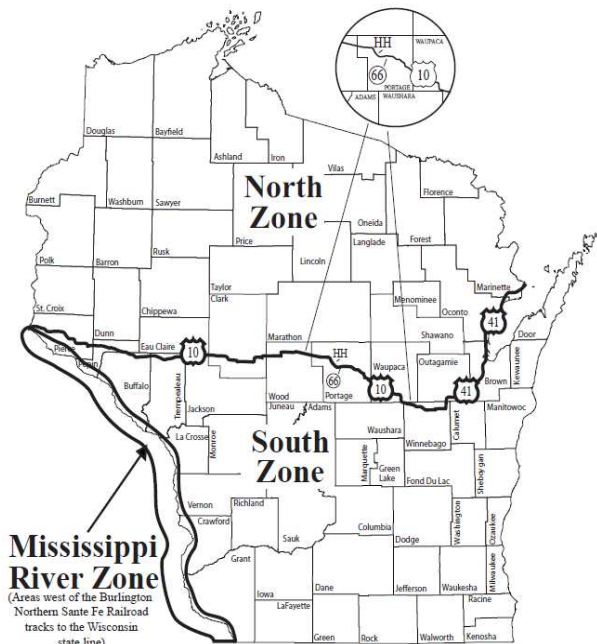 HH
WAUPACA
66
10
PORTAGE
ADAMS
WAUSHARA
Douglas
Bayfield
Ashland
Iron
Vilas
Florence
North
Zone
Burnett
Washburn
Sawyer
Oneida
Forest
Price
Langlade
Rusk
Lincoln
Polk
Barron
Marinette
Taylor
Menominee
Oconto
Clark
St. Croix
Chippewa
41
Door
Dunn
Marathon
Shawano
Pierce
Eau Claire
10
HH
Outagamie
Kewaunee
Pepin
66
Waupaca
10
41
Brown
Buffalo
Trempealeau
Wood
Portage
Calumet
Manitowoc
Jackson
Juneau
Adams
Waushara
Winnebago
La Crosse
Monroe
South
Zone
Marquette
Green
Lake
Fond Du Lac
Sheboygan
Vernon
Richland
Crawford
Sauk
Columbia
Dodge
Washington
Ozaukee
Grant
Mississippi
River Zone
(Areas west of the Burlington
Northern Sante Fe Railroad
tracks to the Wisconsin
state line)
Iowa
Dane
Jefferson
Waukesha
Milwaukee
LaFayette
Racine
Green
Rock
Walworth
Kenosha